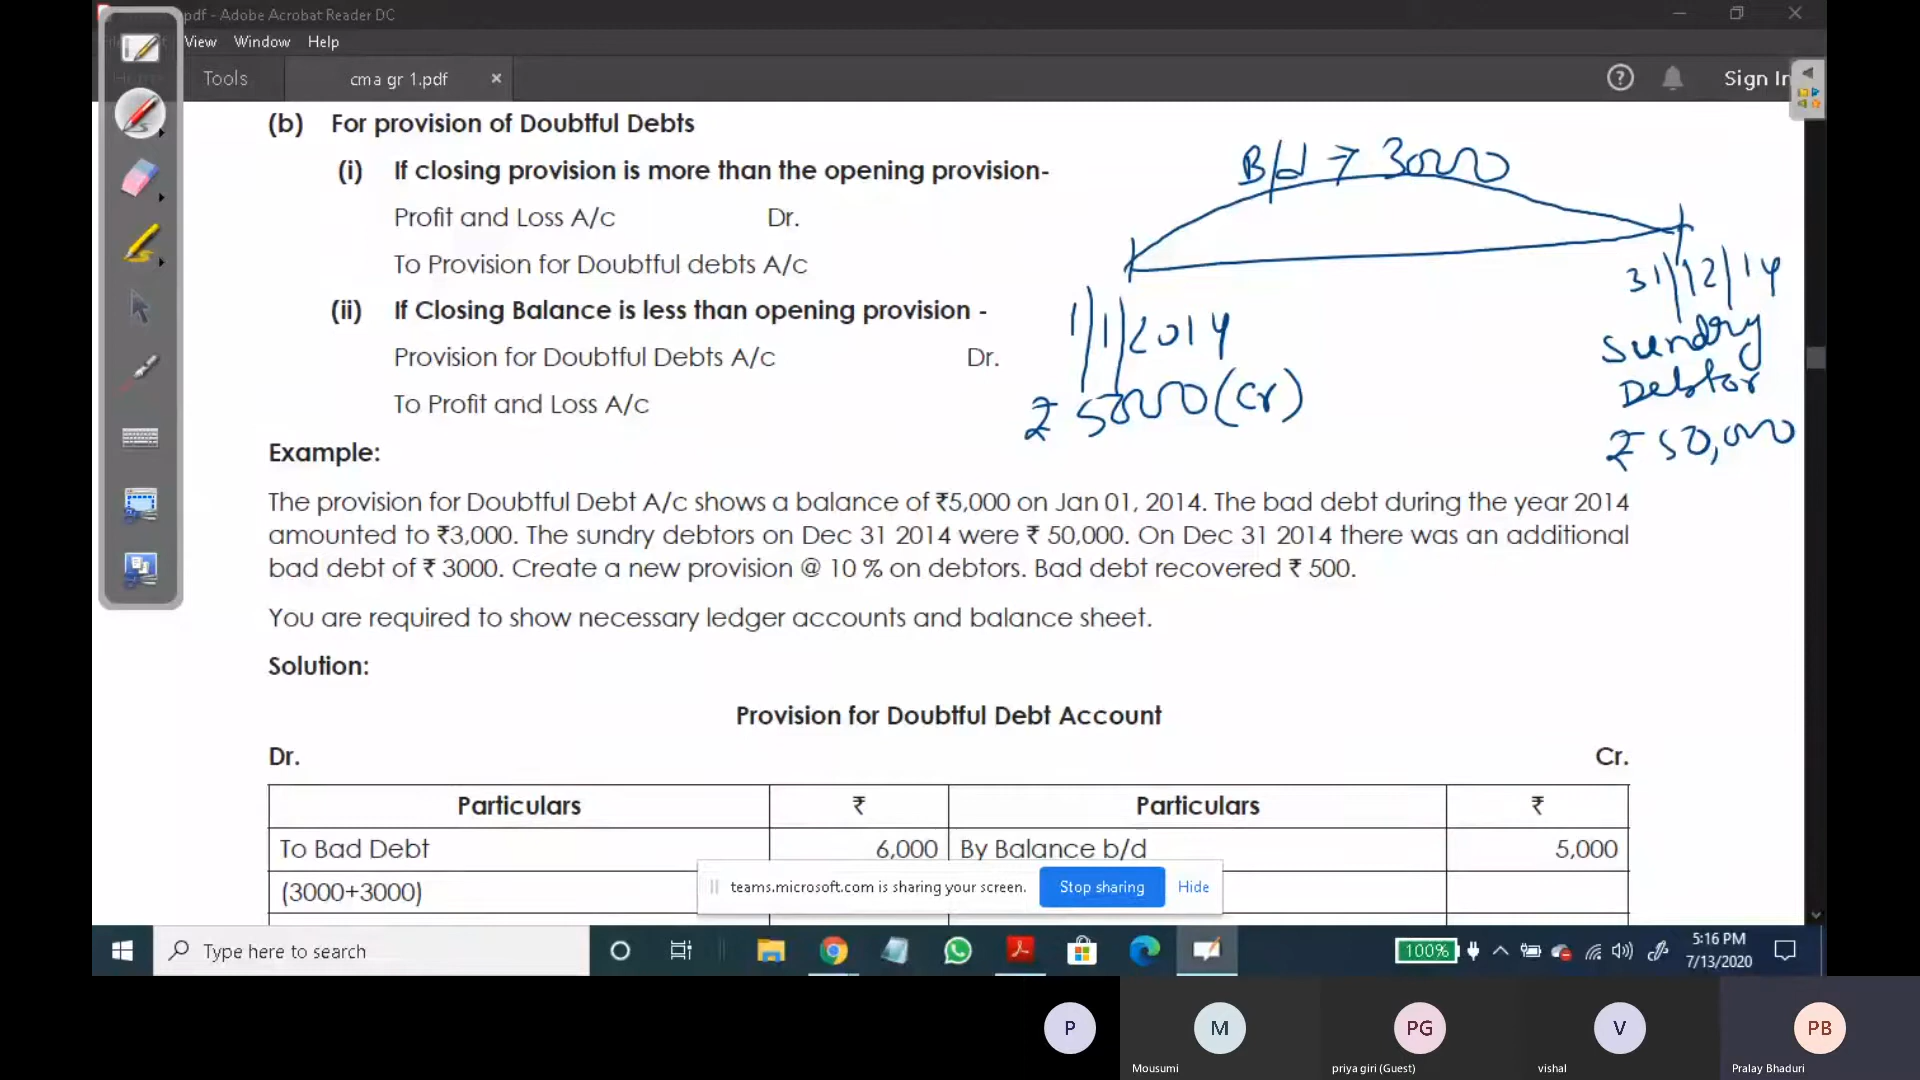 .pdf - Adobe Acrobat Reader DC
View Window Help
Tools cma gr 1.pdf × ? Sign In
(b) For provision of Doubtful Debts
(i) If closing provision is more than the opening provision-
Profit and Loss A/c Dr.
To Provision for Doubtful debts A/c
(ii) If Closing Balance is less than opening provision -
Provision for Doubtful Debts A/c Dr.
To Profit and Loss A/c
B/d → 3000
1/1/2014
₹ 5000 (Cr)
31/12/14
Sundry
Debtor
₹ 50,000
Example:
The provision for Doubtful Debt A/c shows a balance of ₹5,000 on Jan 01, 2014. The bad debt during the year 2014
amounted to ₹3,000. The sundry debtors on Dec 31 2014 were ₹ 50,000. On Dec 31 2014 there was an additional
bad debt of ₹ 3000. Create a new provision @ 10 % on debtors. Bad debt recovered ₹ 500.
You are required to show necessary ledger accounts and balance sheet.
Solution:
Provision for Doubtful Debt Account
Dr. Cr.
Particulars ₹ Particulars ₹
To Bad Debt 6,000 By Balance b/d 5,000
(3000+3000)
teams.microsoft.com is sharing your screen. Stop sharing Hide
Type here to search
100% 5:16 PM
7/13/2020
P M PG V PB
Mousumi priya giri (Guest) vishal Pralay Bhaduri